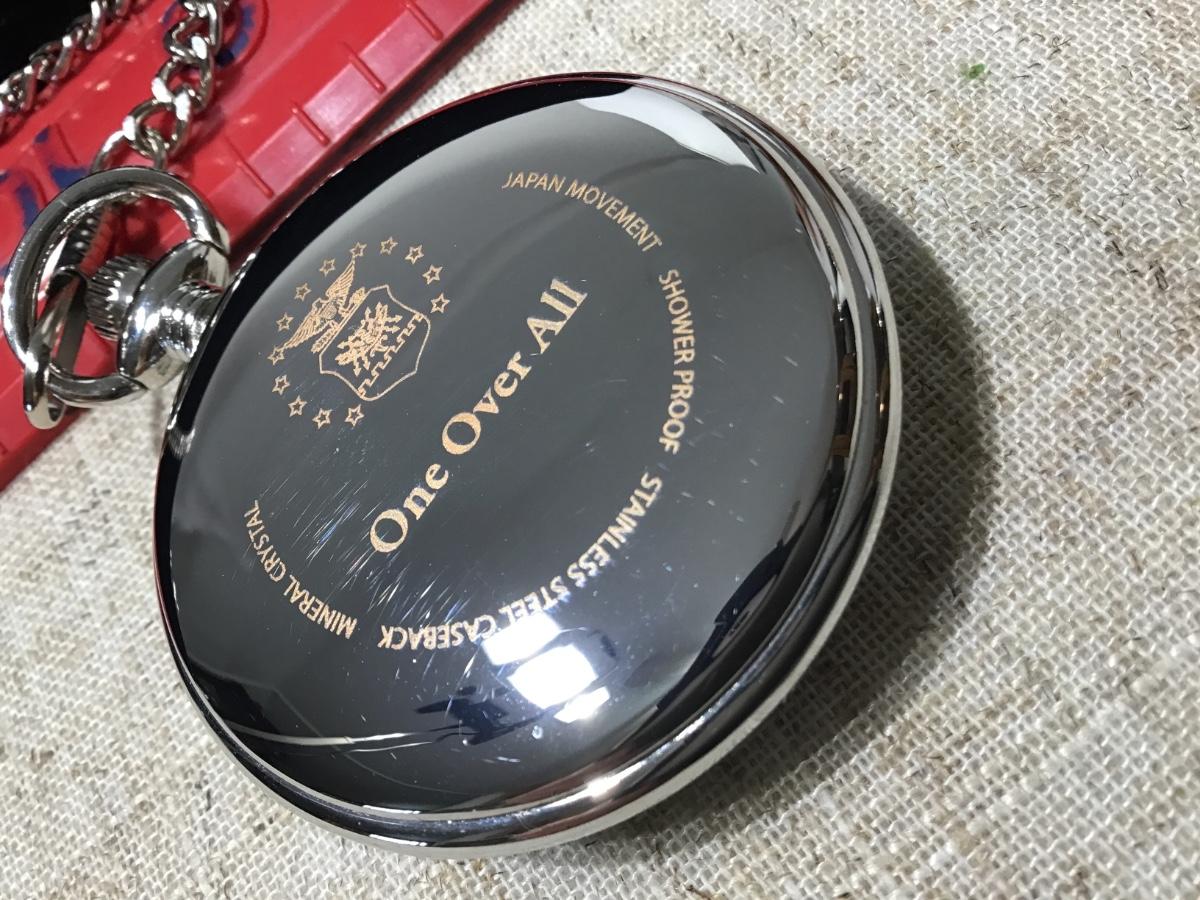 One Over All
JAPAN MOVEMENT
SHOWER PROOF
STAINLESS STEEL CASEBACK
MINERAL CRYSTAL